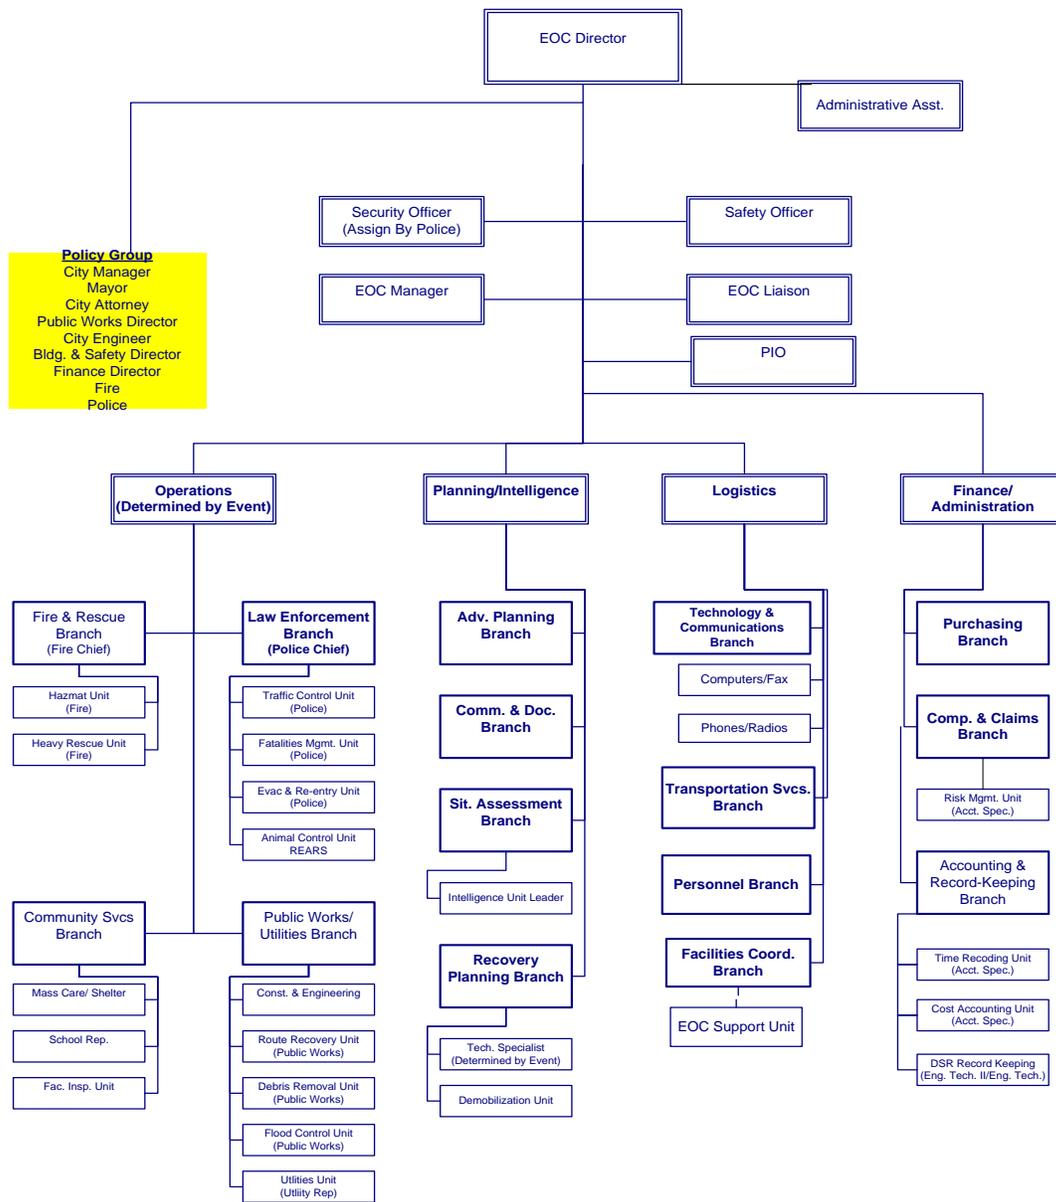 EOC Director
Administrative Asst.
Security Officer
(Assign By Police)
Safety Officer
Policy Group
City Manager
Mayor
City Attorney
Public Works Director
City Engineer
Bldg. & Safety Director
Finance Director
Fire
Police
EOC Manager
EOC Liaison
PIO
Operations
(Determined by Event)
Planning/Intelligence
Logistics
Finance/
Administration
Fire & Rescue
Branch
(Fire Chief)
Hazmat Unit
(Fire)
Heavy Rescue Unit
(Fire)
Law Enforcement
Branch
(Police Chief)
Traffic Control Unit
(Police)
Fatalities Mgmt. Unit
(Police)
Evac & Re-entry Unit
(Police)
Animal Control Unit
REARS
Community Svcs
Branch
Mass Care/ Shelter
School Rep.
Fac. Insp. Unit
Public Works/
Utilities Branch
Const. & Engineering
Route Recovery Unit
(Public Works)
Debris Removal Unit
(Public Works)
Flood Control Unit
(Public Works)
Utlities Unit
(Utliity Rep)
Adv. Planning
Branch
Comm. & Doc.
Branch
Sit. Assessment
Branch
Intelligence Unit Leader
Recovery
Planning Branch
Tech. Specialist
(Determined by Event)
Demobilization Unit
Technology &
Communications
Branch
Computers/Fax
Phones/Radios
Transportation Svcs.
Branch
Personnel Branch
Facilities Coord.
Branch
EOC Support Unit
Purchasing
Branch
Comp. & Claims
Branch
Risk Mgmt. Unit
(Acct. Spec.)
Accounting &
Record-Keeping
Branch
Time Recoding Unit
(Acct. Spec.)
Cost Accounting Unit
(Acct. Spec.)
DSR Record Keeping
(Eng. Tech. II/Eng. Tech.)